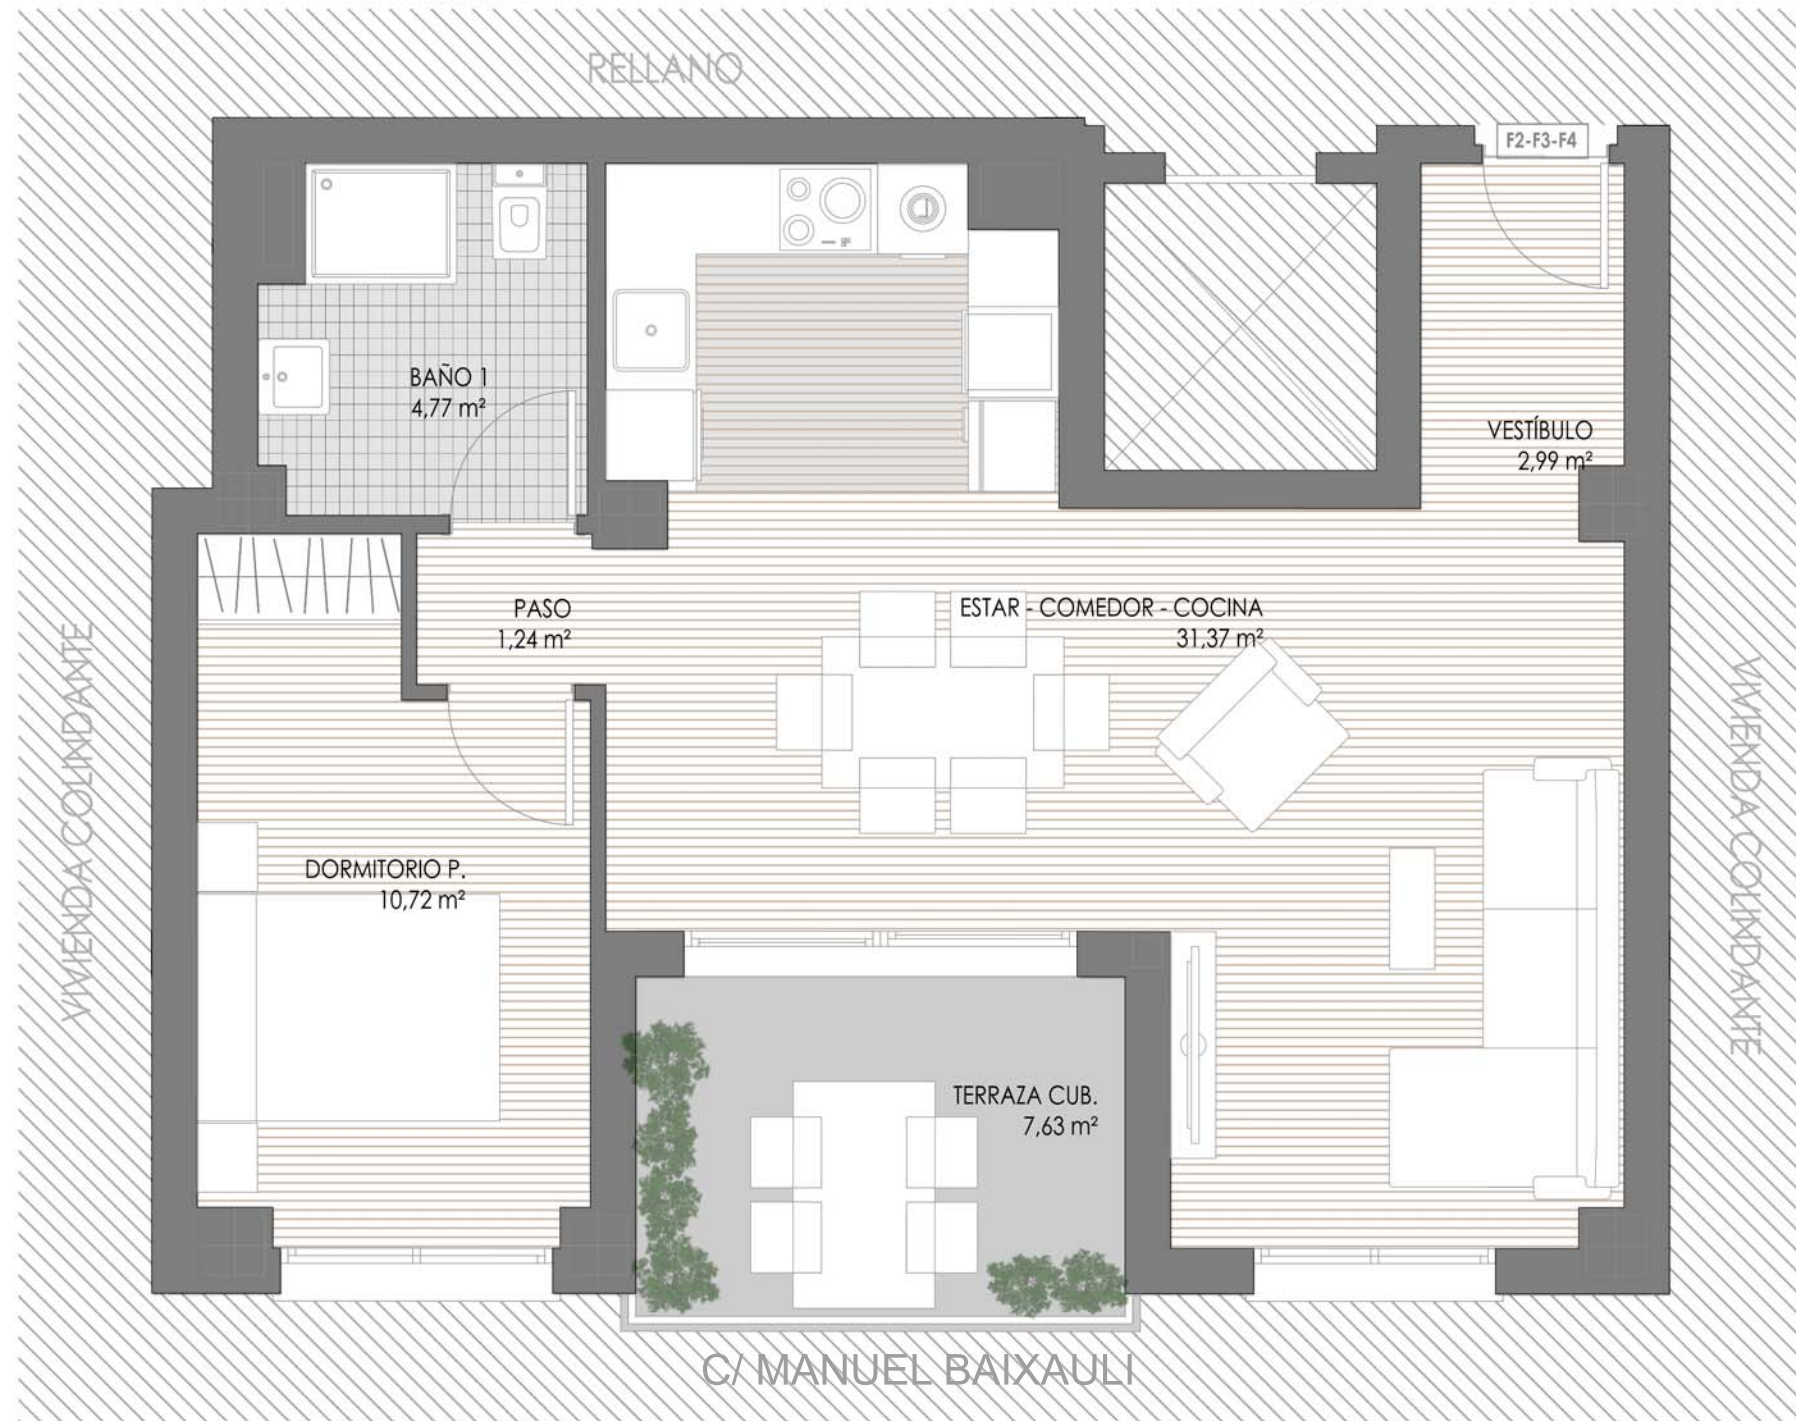 RELLANO
F2-F3-F4
BAÑO 1
4,77 m²
VESTÍBULO
2,99 m²
PASO
1,24 m²
ESTAR - COMEDOR - COCINA
31,37 m²
VIVIENDA COLINDANTE
VIVIENDA COLINDANTE
DORMITORIO P.
10,72 m²
TERRAZA CUB.
7,63 m²
C/ MANUEL BAIXAULI